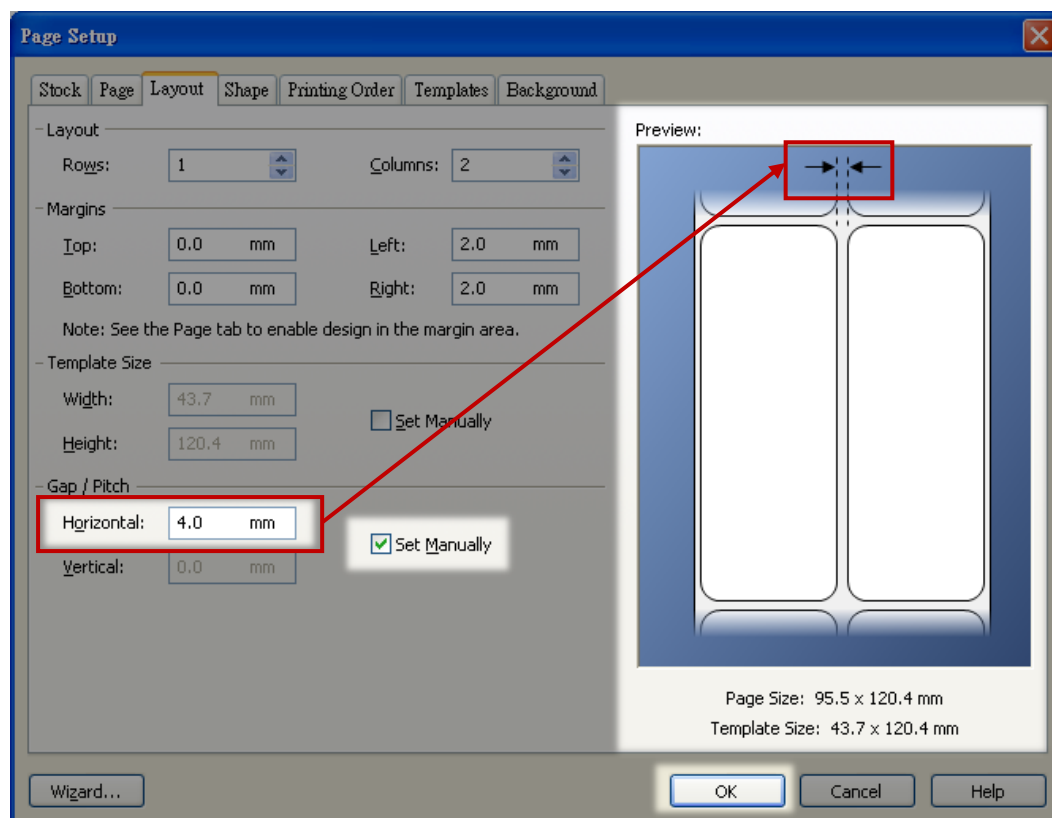 Page Setup
Stock Page Layout Shape Printing Order Templates Background
Layout
Rows: 1 Columns: 2
Margins
Top: 0.0 mm Left: 2.0 mm
Bottom: 0.0 mm Right: 2.0 mm
Note: See the Page tab to enable design in the margin area.
Template Size
Width: 43.7 mm
Set Manually
Height: 120.4 mm
Gap / Pitch
Horizontal: 4.0 mm
Set Manually
Vertical: 0.0 mm
Preview:
Page Size: 95.5 x 120.4 mm
Template Size: 43.7 x 120.4 mm
Wizard... OK Cancel Help